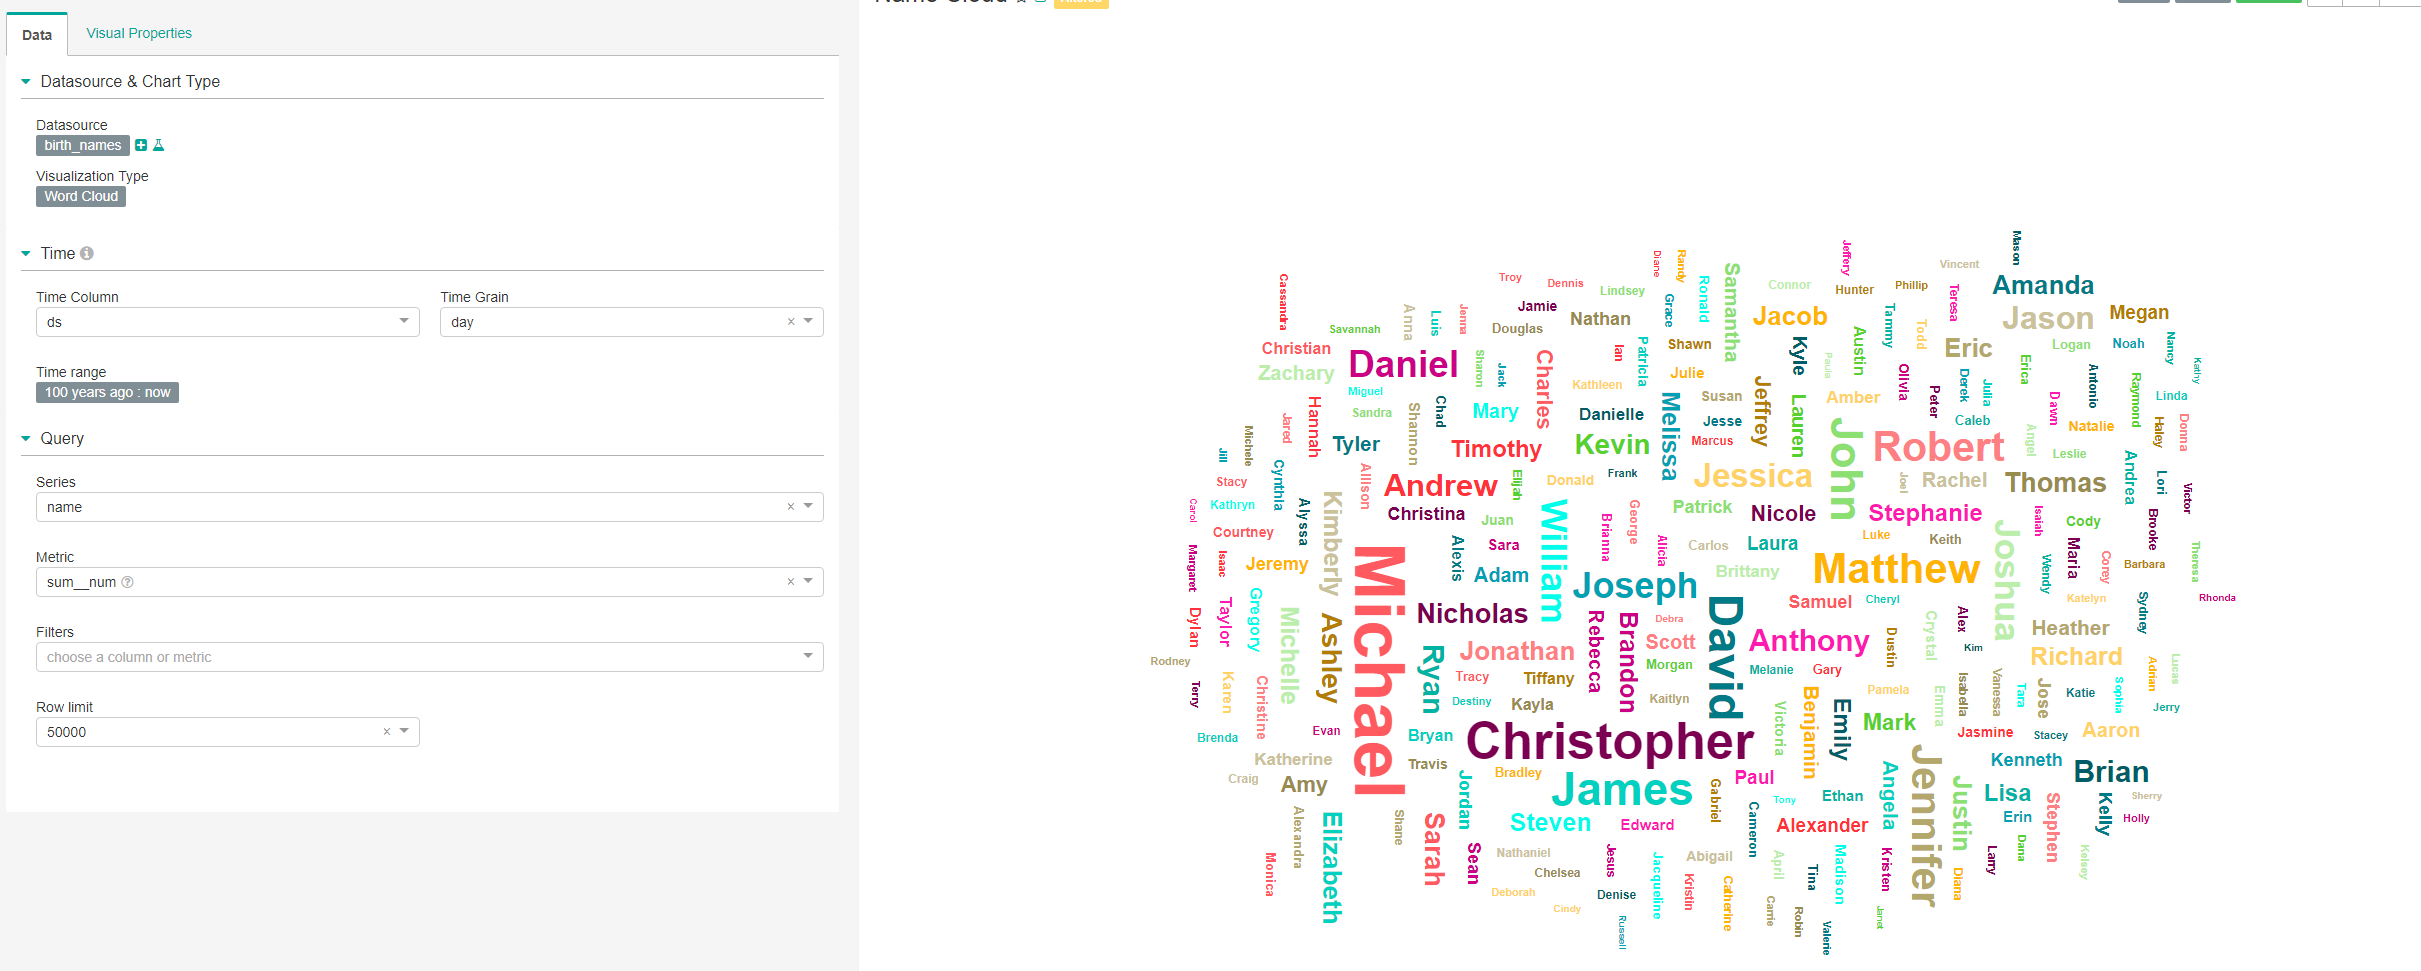 Name Cloud
Filtered
Data
Visual Properties
Datasource & Chart Type
Datasource
birth_names
Visualization Type
Word Cloud
Time
Time Column
Time Grain
ds
day
Time range
100 years ago : now
Query
Series
name
Metric
sum__num
Filters
choose a column or metric
Row limit
50000
Mason
Jeffery
Diane
Randy
Vincent
Samantha
Cassandra
Troy
Dennis
Lindsey
Ronald
Connor
Hunter
Phillip
Teresa
Amanda
Jamie
Grace
Anna
Luis
Jenna
Douglas
Nathan
Jacob
Tammy
Todd
Jason
Megan
Savannah
Christian
Zachary
Daniel
Sharon
Jack
Charles
Ian
Patricia
Shawn
Kyle
Paula
Austin
Eric
Logan
Noah
Nancy
Kathy
Miguel
Kathleen
Julie
Olivia
Peter
Derek
Julia
Erica
Antonio
Raymond
Linda
Hannah
Sandra
Shannon
Chad
Mary
Danielle
Melissa
Susan
Jesse
Jeffrey
Lauren
Amber
Caleb
Dawn
Natalie
Haley
Donna
Jared
Michele
Tyler
Timothy
Kevin
Marcus
John
Robert
Angel
Leslie
Jill
Cynthia
Stacy
Allison
Andrew
Elijah
Donald
Frank
Jessica
Joel
Rachel
Thomas
Andrea
Lori
Victor
Carol
Kathryn
Alyssa
Kimberly
Christina
Juan
William
Brianna
George
Patrick
Nicole
Stephanie
Joshua
Isaiah
Cody
Brooke
Courtney
Alexis
Sara
Alicia
Carlos
Laura
Luke
Keith
Maria
Margaret
Isaac
Jeremy
Michael
Adam
Joseph
Brittany
Matthew
Wendy
Corey
Barbara
Theresa
Dylan
Taylor
Gregory
Michelle
Ashley
Nicholas
Rebecca
Brandon
Debra
David
Samuel
Cheryl
Katelyn
Sydney
Rhonda
Scott
Anthony
Dustin
Crystal
Alex
Kim
Heather
Richard
Rodney
Ryan
Jonathan
Morgan
Melanie
Gary
Adrian
Lucas
Terry
Karen
Christine
Tracy
Tiffany
Destiny
Kayla
Kaitlyn
Victoria
Benjamin
Emily
Pamela
Emma
Isabella
Vanessa
Tara
Jose
Katie
Sophia
Jerry
Brenda
Evan
Bryan
Christopher
Mark
Jasmine
Stacey
Aaron
Katherine
Travis
Craig
Amy
Jordan
Bradley
James
Paul
Gabriel
Tony
Ethan
Angela
Jennifer
Justin
Kenneth
Lisa
Brian
Sherry
Alexandra
Elizabeth
Shane
Sarah
Steven
Edward
Cameron
Alexander
Erin
Stephen
Kelly
Holly
Monica
Sean
Nathaniel
Chelsea
Jesus
Jacqueline
Abigail
April
Tina
Madison
Kristen
Larry
Dana
Kelsey
Deborah
Cindy
Denise
Kristin
Catherine
Carrie
Robin
Valerie
Janet
Diana
Russell